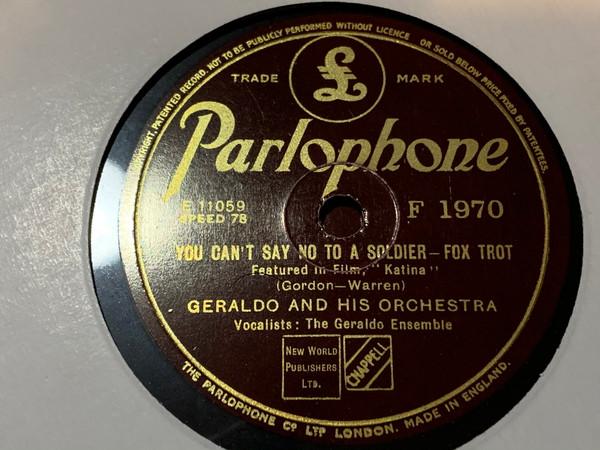 COPYRIGHT, PATENTED RECORD, NOT TO BE PUBLICLY PERFORMED WITHOUT LICENCE OR SOLD BELOW PRICE FIXED BY PATENTEES.
TRADE £ MARK
Parlophone
E.11059
SPEED 78
F 1970
YOU CAN'T SAY NO TO A SOLDIER — FOX TROT
Featured in Film, "Katina"
(Gordon—Warren)
GERALDO AND HIS ORCHESTRA
Vocalists: The Geraldo Ensemble
NEW WORLD
PUBLISHERS
LTD.
CHAPPELL
THE PARLOPHONE CO LTD LONDON. MADE IN ENGLAND.